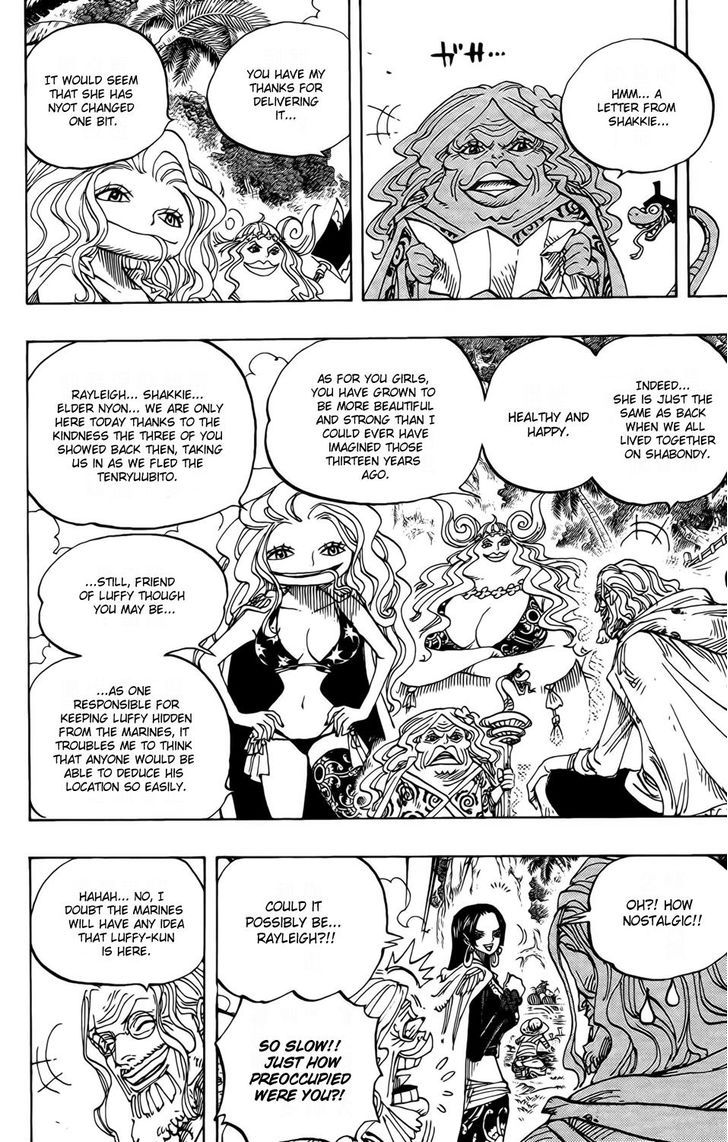 HMM... A
LETTER FROM
SHAKKIE...
ガサ...
YOU HAVE MY
THANKS FOR
DELIVERING
IT...
IT WOULD SEEM
THAT SHE HAS
NYOT CHANGED
ONE BIT.
INDEED...
SHE IS JUST THE
SAME AS BACK
WHEN WE ALL
LIVED TOGETHER
ON SHABONDY.
HEALTHY AND
HAPPY.
AS FOR YOU GIRLS,
YOU HAVE GROWN TO
BE MORE BEAUTIFUL
AND STRONG THAN I
COULD EVER HAVE
IMAGINED THOSE
THIRTEEN YEARS
AGO.
RAYLEIGH... SHAKKIE...
ELDER NYON... WE ARE ONLY
HERE TODAY THANKS TO THE
KINDNESS THE THREE OF YOU
SHOWED BACK THEN, TAKING
US IN AS WE FLED THE
TENRYUUBITO.
...STILL, FRIEND
OF LUFFY THOUGH
YOU MAY BE...
...AS ONE
RESPONSIBLE FOR
KEEPING LUFFY HIDDEN
FROM THE MARINES, IT
TROUBLES ME TO THINK
THAT ANYONE WOULD BE
ABLE TO DEDUCE HIS
LOCATION SO EASILY.
OH?! HOW
NOSTALGIC!!
COULD IT
POSSIBLY BE...
RAYLEIGH?!!
SO SLOW!!
JUST HOW
PREOCCUPIED
WERE YOU?!
HAHAH... NO, I
DOUBT THE MARINES
WILL HAVE ANY IDEA
THAT LUFFY-KUN
IS HERE.